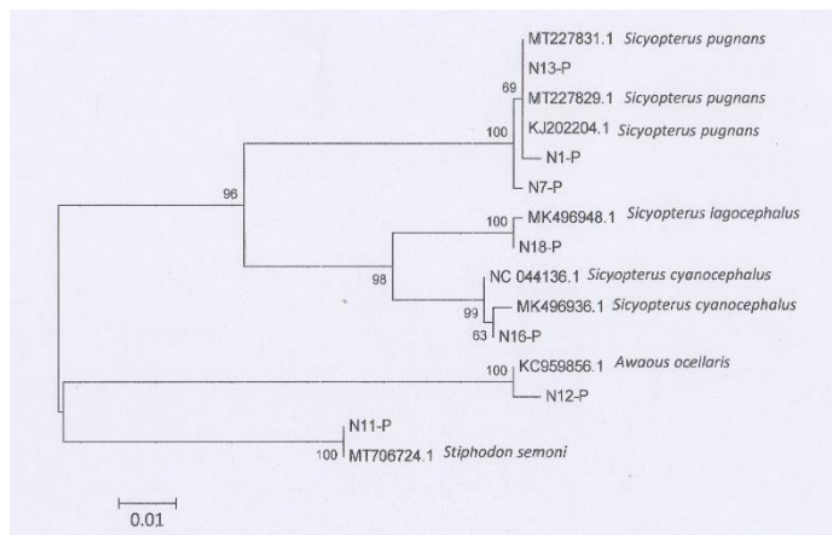 MT227831.1 Sicyopterus pugnans
N13-P
69
MT227829.1 Sicyopterus pugnans
100
KJ202204.1 Sicyopterus pugnans
N1-P
N7-P
96
100
MK496948.1 Sicyopterus lagocephalus
N18-P
98
NC 044136.1 Sicyopterus cyanocephalus
99
MK496936.1 Sicyopterus cyanocephalus
63
N16-P
100
KC959856.1 Awaous ocellaris
N12-P
N11-P
100
MT706724.1 Stiphodon semoni
0.01